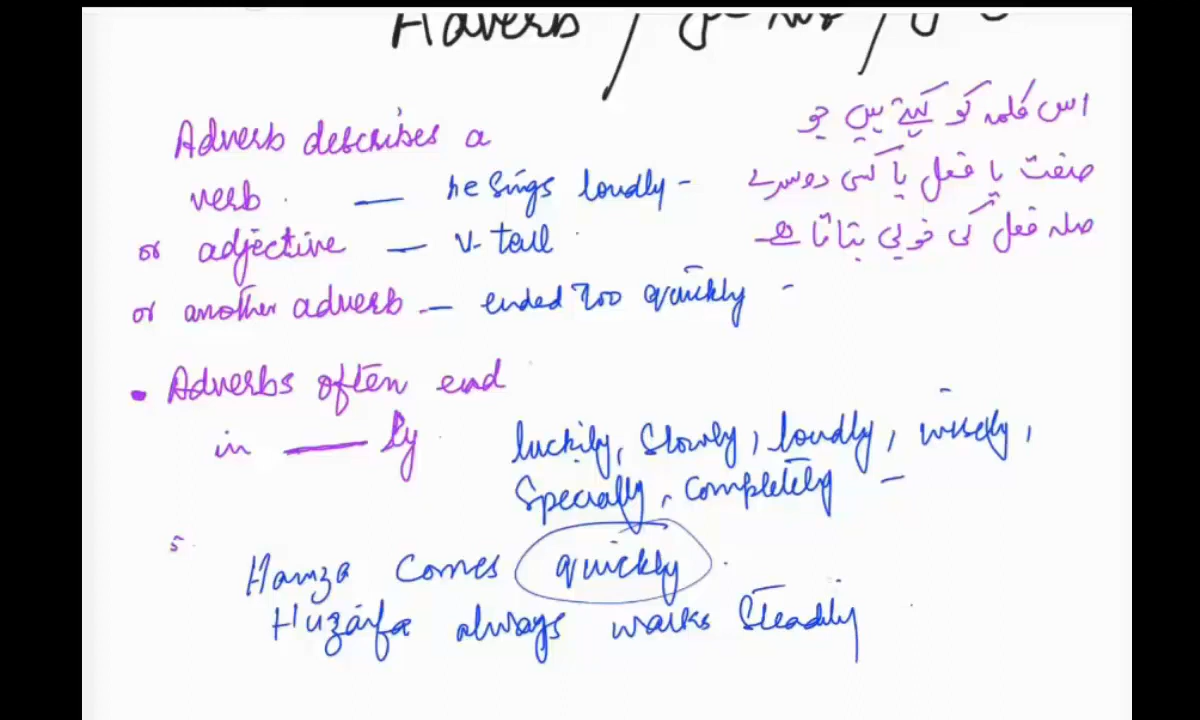 Adverb /
Adverb describes a
verb — he sings loudly -
or adjective — v-tall
or another adverb — ended too quickly -
اس کلمہ کو کہتے ہیں جو
صفت یا فعل یا کسی دوسرے
صلہ فعل کی خوبی بتاتا ہے
• Adverbs often end
in —— ly
luckily, Slowly, loudly, wisely,
Specially, Completely —
Hamza comes quickly.
Huzaifa always walks Steadily